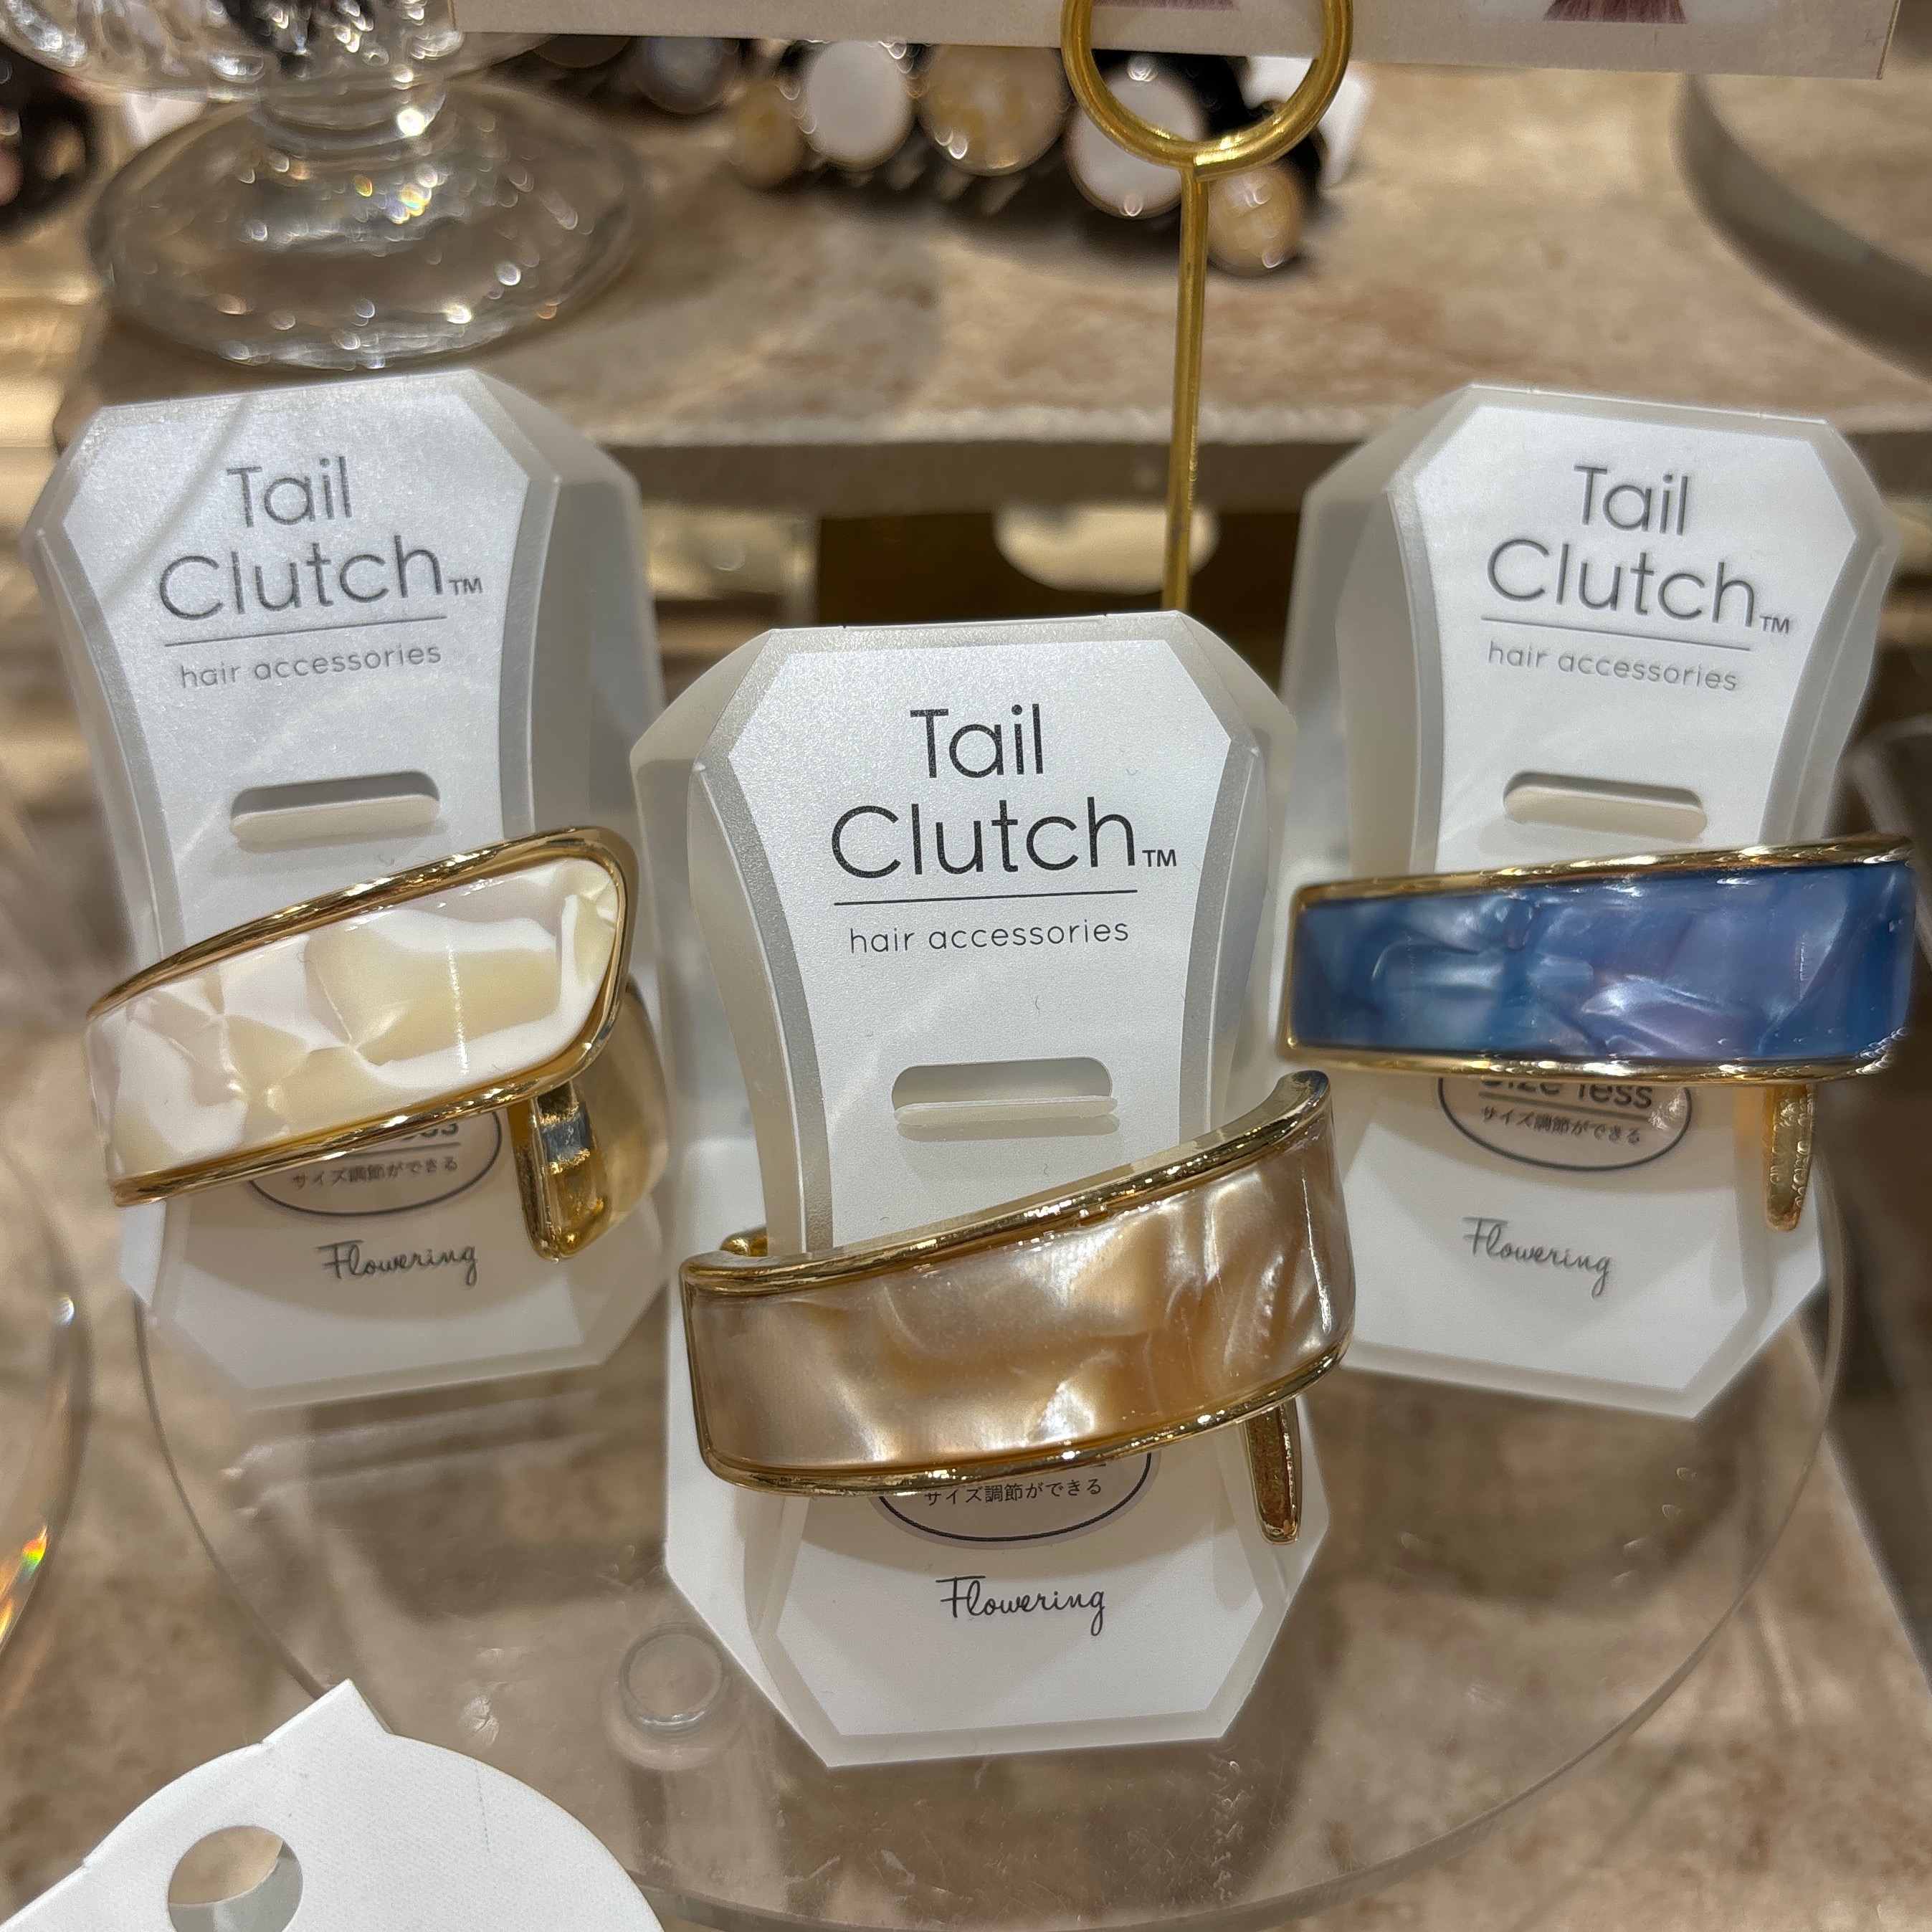 Tail
Clutch™
hair accessories
サイズ調節ができる
Flowering
Tail
Clutch™
hair accessories
サイズ調節ができる
Flowering
Tail
Clutch™
hair accessories
Size less
サイズ調節ができる
Flowering